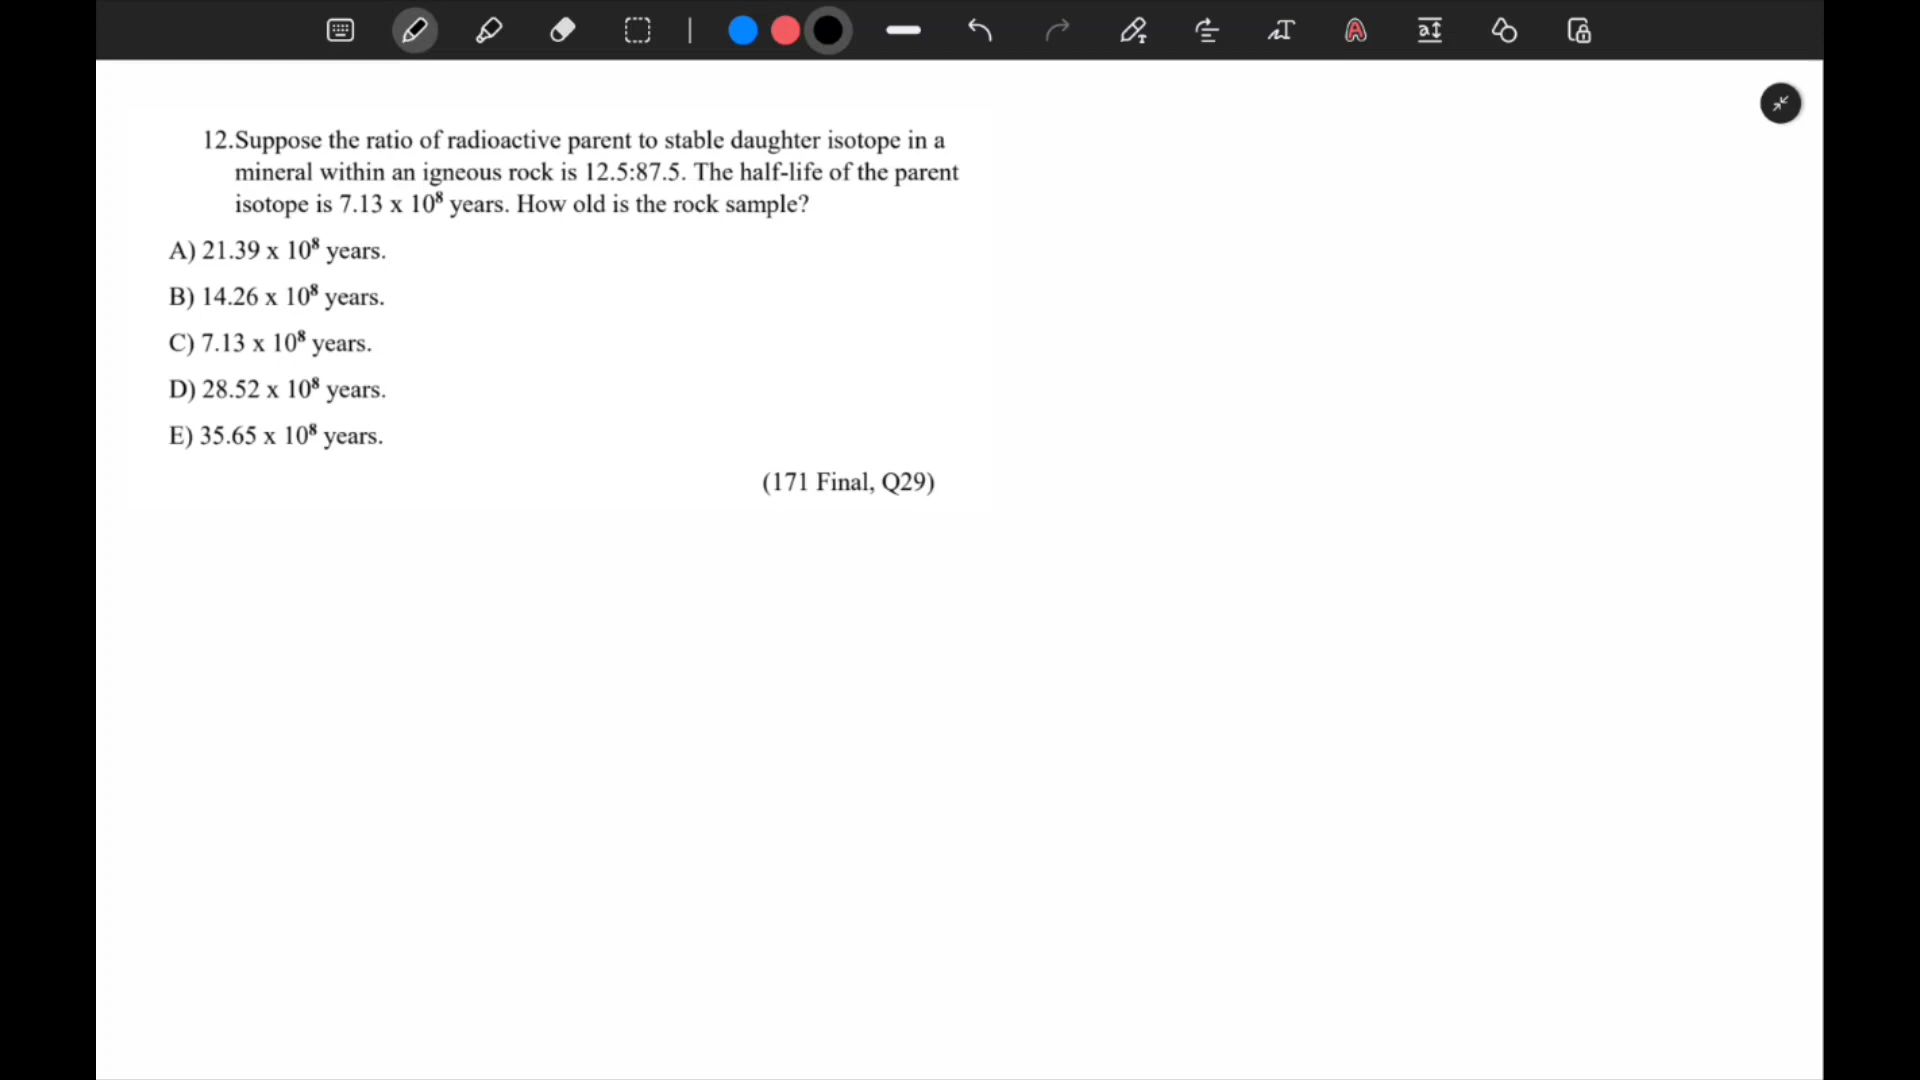 12.Suppose the ratio of radioactive parent to stable daughter isotope in a
mineral within an igneous rock is 12.5:87.5. The half-life of the parent
isotope is 7.13 x 10⁸ years. How old is the rock sample?
A) 21.39 x 10⁸ years.
B) 14.26 x 10⁸ years.
C) 7.13 x 10⁸ years.
D) 28.52 x 10⁸ years.
E) 35.65 x 10⁸ years.
(171 Final, Q29)